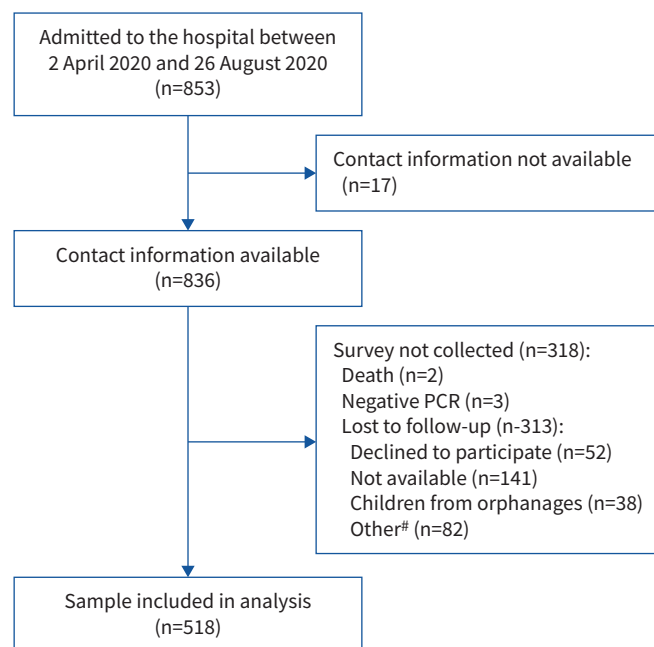 Admitted to the hospital between
2 April 2020 and 26 August 2020
(n=853)
Contact information not available
(n=17)
Contact information available
(n=836)
Survey not collected (n=318):
Death (n=2)
Negative PCR (n=3)
Lost to follow-up (n-313):
Declined to participate (n=52)
Not available (n=141)
Children from orphanages (n=38)
Other# (n=82)
Sample included in analysis
(n=518)